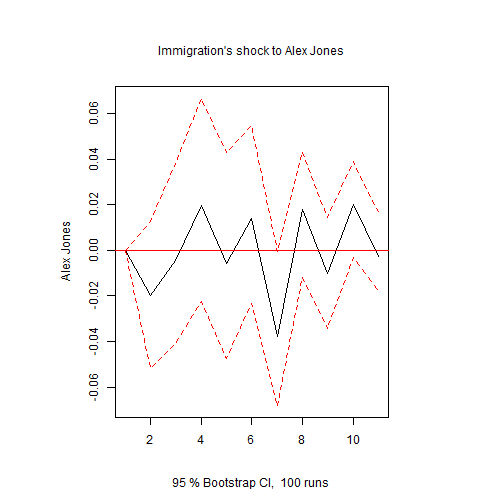 Immigration's shock to Alex Jones
Alex Jones
0.06
0.04
0.02
0.00
-0.02
-0.04
-0.06
2 4 6 8 10
95 % Bootstrap CI, 100 runs